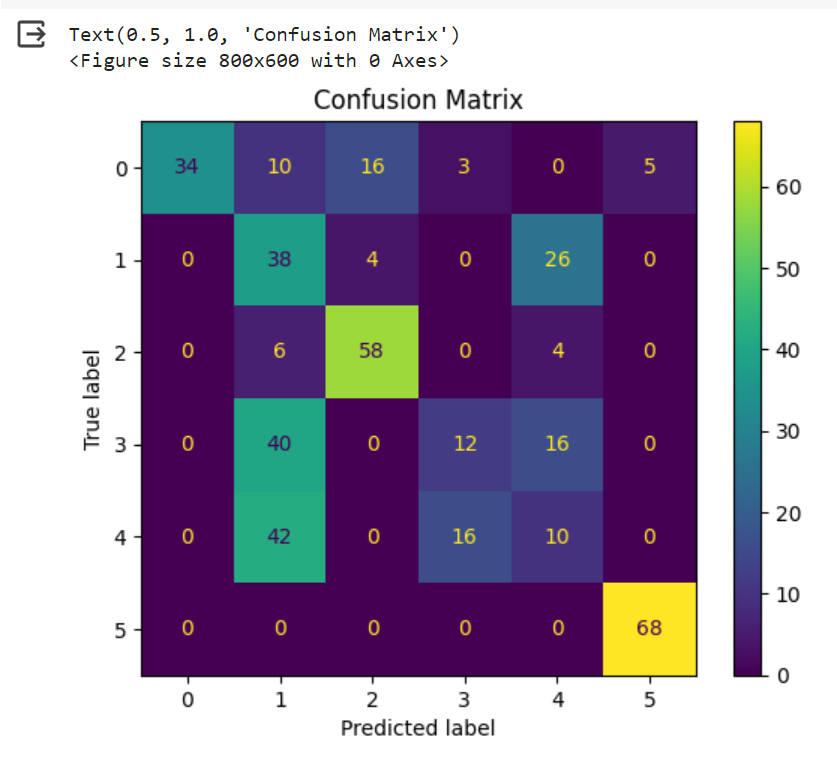 Text(0.5, 1.0, 'Confusion Matrix')
<Figure size 800x600 with 0 Axes>
Confusion Matrix
0 34 10 16 3 0 5
1 0 38 4 0 26 0
2 0 6 58 0 4 0
3 0 40 0 12 16 0
4 0 42 0 16 10 0
5 0 0 0 0 0 68
0 1 2 3 4 5
Predicted label
True label
60
50
40
30
20
10
0